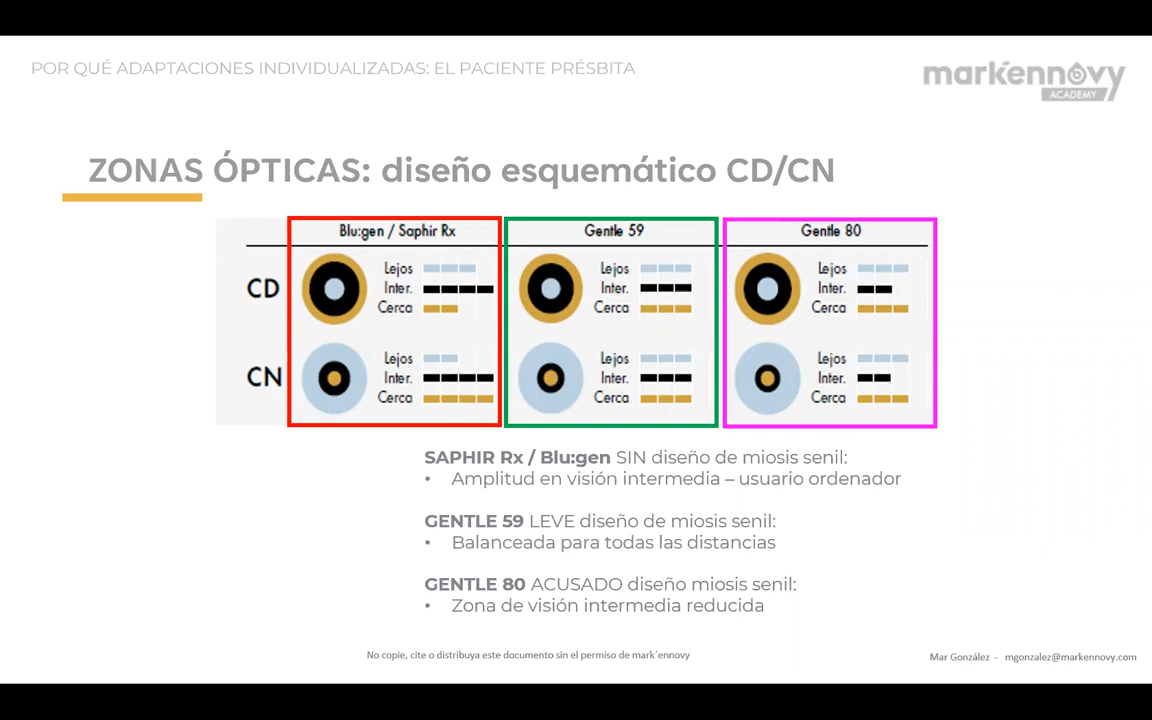 POR QUÉ ADAPTACIONES INDIVIDUALIZADAS: EL PACIENTE PRÉSBITA
mark'ennovy
ACADEMY
ZONAS ÓPTICAS: diseño esquemático CD/CN
Blu:gen / Saphir Rx
Gentle 59
Gentle 80
CD
Lejos
Inter.
Cerca
Lejos
Inter.
Cerca
Lejos
Inter.
Cerca
CN
Lejos
Inter.
Cerca
Lejos
Inter.
Cerca
Lejos
Inter.
Cerca
SAPHIR Rx / Blu:gen SIN diseño de miosis senil:
• Amplitud en visión intermedia – usuario ordenador
GENTLE 59 LEVE diseño de miosis senil:
• Balanceada para todas las distancias
GENTLE 80 ACUSADO diseño miosis senil:
• Zona de visión intermedia reducida
No copie, cite o distribuya este documento sin el permiso de mark´ennovy
Mar González - mgonzalez@markennovy.com